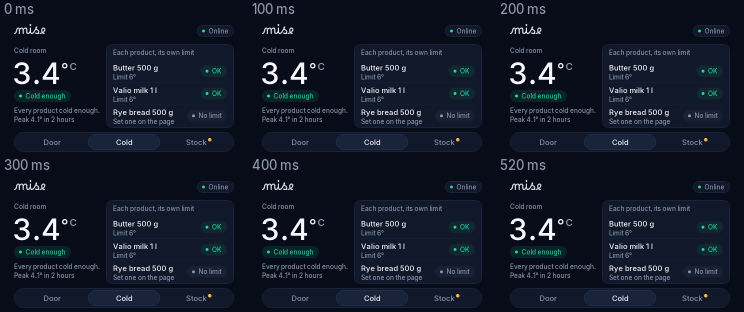 0 ms
mise
Online
Cold room
3.4°C
Cold enough
Every product cold enough.
Peak 4.1° in 2 hours
Each product, its own limit
Butter 500 g
Limit 6°
OK
Valio milk 1 l
Limit 6°
OK
Rye bread 500 g
Set one on the page
No limit
Door
Cold
Stock
100 ms
mise
Online
Cold room
3.4°C
Cold enough
Every product cold enough.
Peak 4.1° in 2 hours
Each product, its own limit
Butter 500 g
Limit 6°
OK
Valio milk 1 l
Limit 6°
OK
Rye bread 500 g
Set one on the page
No limit
Door
Cold
Stock
200 ms
mise
Online
Cold room
3.4°C
Cold enough
Every product cold enough.
Peak 4.1° in 2 hours
Each product, its own limit
Butter 500 g
Limit 6°
OK
Valio milk 1 l
Limit 6°
OK
Rye bread 500 g
Set one on the page
No limit
Door
Cold
Stock
300 ms
mise
Online
Cold room
3.4°C
Cold enough
Every product cold enough.
Peak 4.1° in 2 hours
Each product, its own limit
Butter 500 g
Limit 6°
OK
Valio milk 1 l
Limit 6°
OK
Rye bread 500 g
Set one on the page
No limit
Door
Cold
Stock
400 ms
mise
Online
Cold room
3.4°C
Cold enough
Every product cold enough.
Peak 4.1° in 2 hours
Each product, its own limit
Butter 500 g
Limit 6°
OK
Valio milk 1 l
Limit 6°
OK
Rye bread 500 g
Set one on the page
No limit
Door
Cold
Stock
520 ms
mise
Online
Cold room
3.4°C
Cold enough
Every product cold enough.
Peak 4.1° in 2 hours
Each product, its own limit
Butter 500 g
Limit 6°
OK
Valio milk 1 l
Limit 6°
OK
Rye bread 500 g
Set one on the page
No limit
Door
Cold
Stock